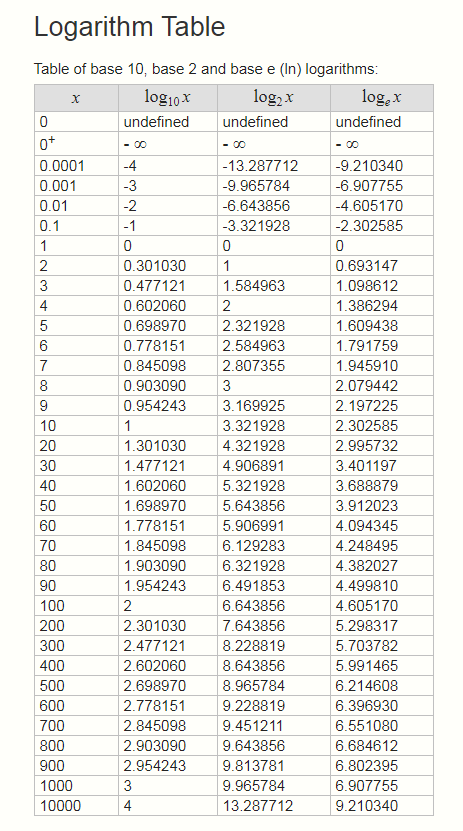 Logarithm Table
Table of base 10, base 2 and base e (ln) logarithms:
x log₁₀ x log₂ x logₑ x
0 undefined undefined undefined
0⁺ - ∞ - ∞ - ∞
0.0001 -4 -13.287712 -9.210340
0.001 -3 -9.965784 -6.907755
0.01 -2 -6.643856 -4.605170
0.1 -1 -3.321928 -2.302585
1 0 0 0
2 0.301030 1 0.693147
3 0.477121 1.584963 1.098612
4 0.602060 2 1.386294
5 0.698970 2.321928 1.609438
6 0.778151 2.584963 1.791759
7 0.845098 2.807355 1.945910
8 0.903090 3 2.079442
9 0.954243 3.169925 2.197225
10 1 3.321928 2.302585
20 1.301030 4.321928 2.995732
30 1.477121 4.906891 3.401197
40 1.602060 5.321928 3.688879
50 1.698970 5.643856 3.912023
60 1.778151 5.906991 4.094345
70 1.845098 6.129283 4.248495
80 1.903090 6.321928 4.382027
90 1.954243 6.491853 4.499810
100 2 6.643856 4.605170
200 2.301030 7.643856 5.298317
300 2.477121 8.228819 5.703782
400 2.602060 8.643856 5.991465
500 2.698970 8.965784 6.214608
600 2.778151 9.228819 6.396930
700 2.845098 9.451211 6.551080
800 2.903090 9.643856 6.684612
900 2.954243 9.813781 6.802395
1000 3 9.965784 6.907755
10000 4 13.287712 9.210340